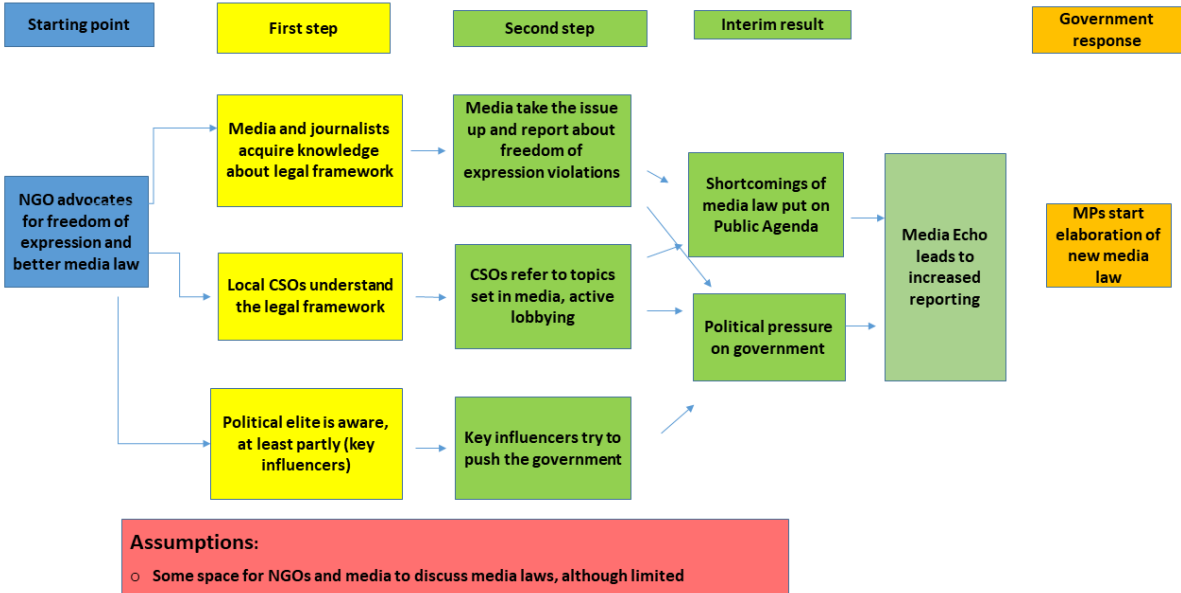 Starting point
First step
Second step
Interim result
Government
response
Media and journalists
acquire knowledge
about legal framework
Media take the issue
up and report about
freedom of
expression violations
NGO advocates
for freedom of
expression and
better media law
Shortcomings of
media law put on
Public Agenda
Media Echo
leads to
increased
reporting
MPs start
elaboration of
new media
law
Local CSOs understand
the legal framework
CSOs refer to topics
set in media, active
lobbying
Political pressure
on government
Political elite is aware,
at least partly (key
influencers)
Key influencers try to
push the government
Assumptions:
o Some space for NGOs and media to discuss media laws, although limited